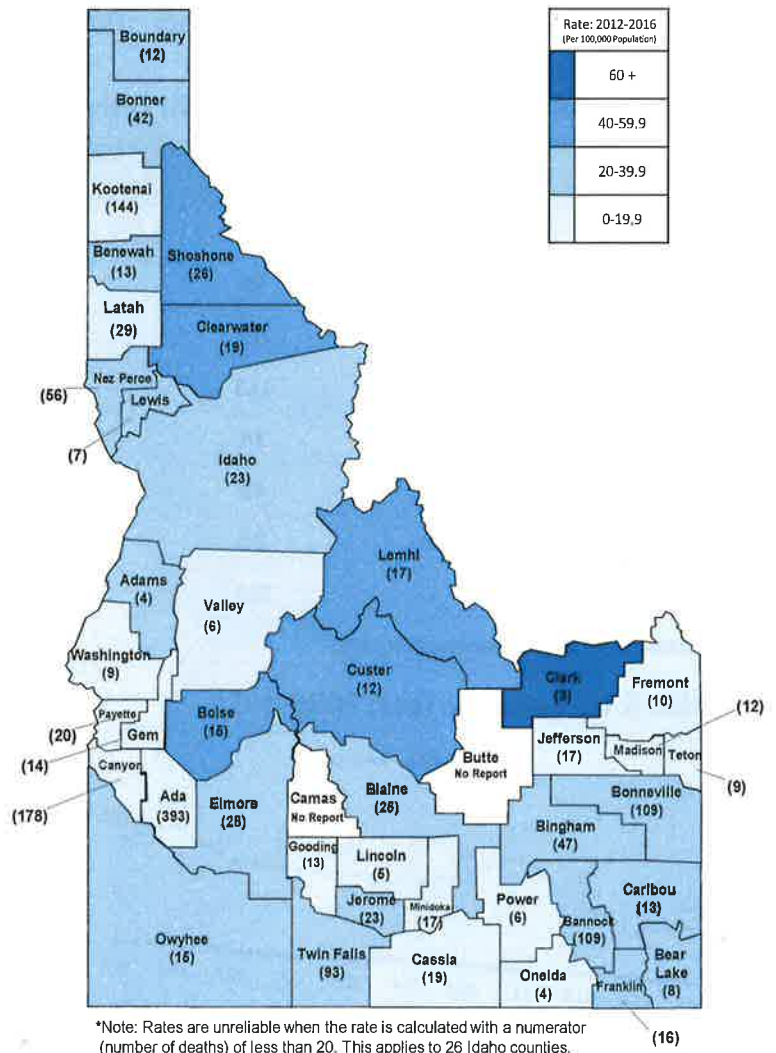 Rate: 2012-2016
(Per 100,000 Population)
60 +
40-59.9
20-39.9
0-19.9
Boundary
(12)
Bonner
(42)
Kootenai
(144)
Benewah
(13)
Shoshone
(26)
Latah
(29)
Clearwater
(19)
Nez Perce
(56)
Lewis
(7)
Idaho
(23)
Lemhi
(17)
Adams
(4)
Valley
(6)
Washington
(9)
Custer
(12)
Clark
(3)
Fremont
(10)
Payette
(20)
Gem
(14)
Boise
(15)
Butte
No Report
Jefferson
(17)
Madison
(12)
Teton
(9)
Canyon
(178)
Ada
(393)
Elmore
(28)
Camas
No Report
Blaine
(25)
Bonneville
(109)
Bingham
(47)
Gooding
(13)
Lincoln
(5)
Jerome
(23)
Minidoka
(17)
Power
(6)
Bannock
(109)
Caribou
(13)
Owyhee
(15)
Twin Falls
(93)
Cassia
(19)
Oneida
(4)
Franklin
(16)
Bear
Lake
(8)
*Note: Rates are unreliable when the rate is calculated with a numerator
(number of deaths) of less than 20. This applies to 26 Idaho counties.